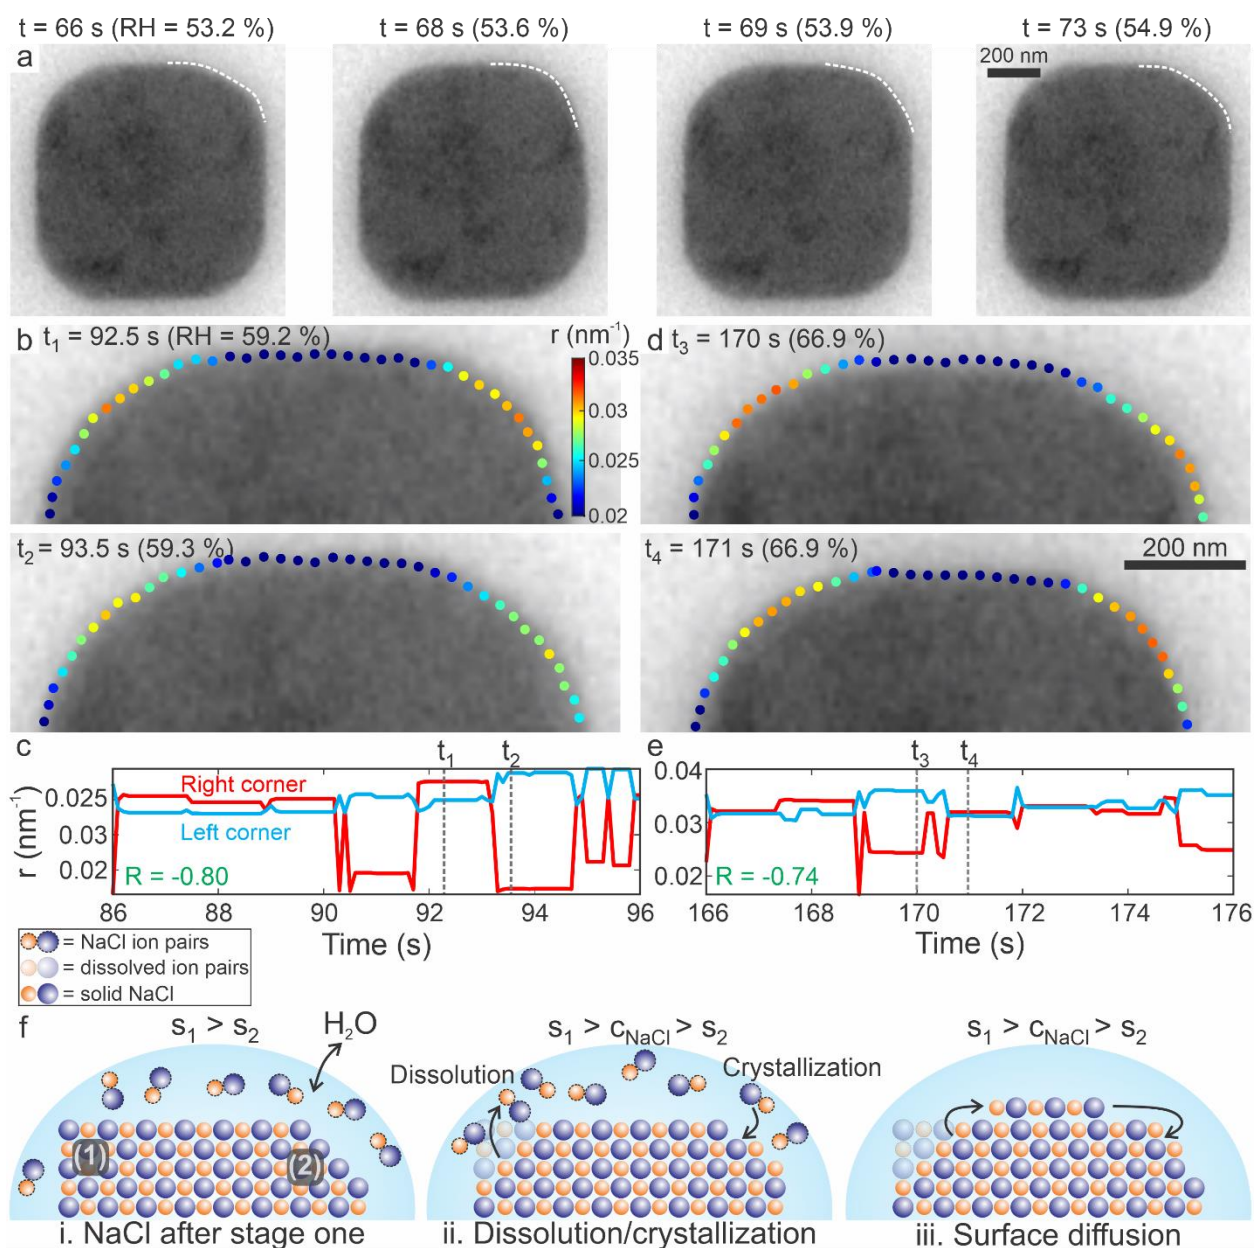 t = 66 s (RH = 53.2 %) t = 68 s (53.6 %) t = 69 s (53.9 %) t = 73 s (54.9 %)
a
200 nm
b t₁ = 92.5 s (RH = 59.2 %) r (nm⁻¹)
0.035
0.03
0.025
0.02
d t₃ = 170 s (66.9 %)
t₂ = 93.5 s (59.3 %)
t₄ = 171 s (66.9 %)
200 nm
c t₁ t₂
r (nm⁻¹)
0.025
0.03
0.02
Right corner
Left corner
R = -0.80
86 88 90 92 94 96
Time (s)
e t₃ t₄
0.04
0.03
0.02
R = -0.74
166 168 170 172 174 176
Time (s)
= NaCl ion pairs
= dissolved ion pairs
= solid NaCl
f s₁ > s₂ H₂O
(1) (2)
i. NaCl after stage one
s₁ > c_NaCl > s₂
Dissolution Crystallization
ii. Dissolution/crystallization
s₁ > c_NaCl > s₂
iii. Surface diffusion